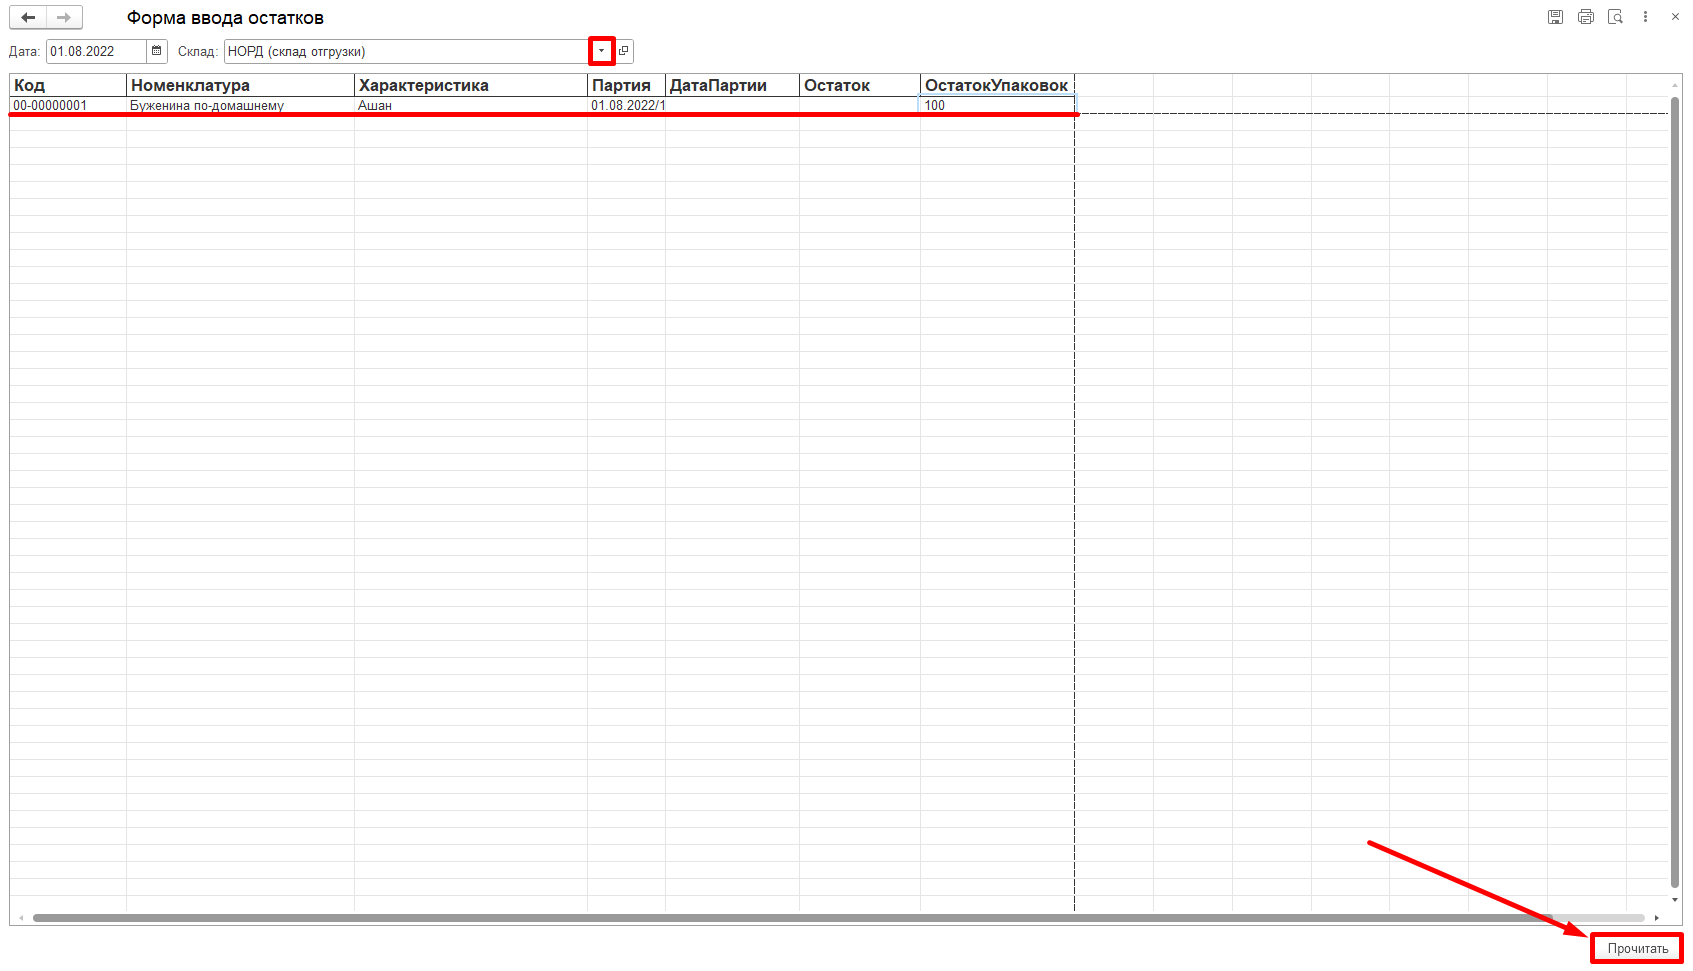 Форма ввода остатков
Дата: 01.08.2022 Склад: НОРД (склад отгрузки)
Код Номенклатура Характеристика Партия ДатаПартии Остаток ОстатокУпаковок
00-00000001 Буженина по-домашнему Ашан 01.08.2022/1 100
Прочитать